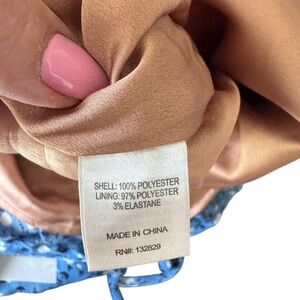 SHELL: 100% POLYESTER
LINING: 97% POLYESTER
3% ELASTANE
MADE IN CHINA
RN#: 132829